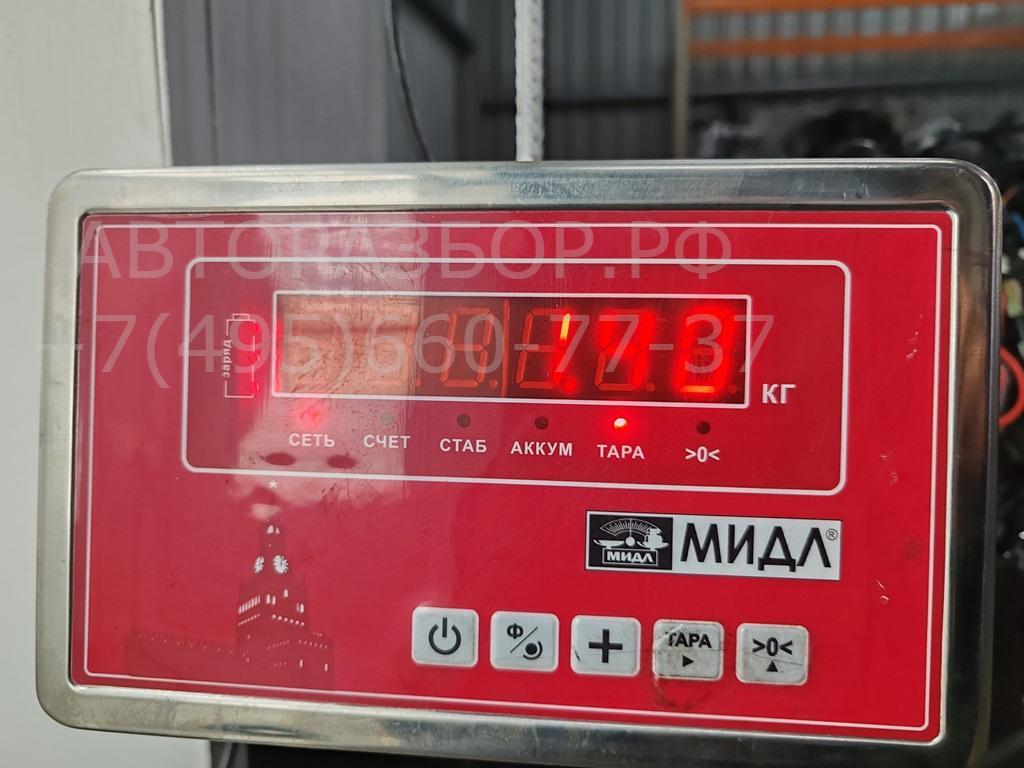 АВТОРАЗБОР.РФ
+7(495)660-77-37
заряд
КГ
СЕТЬ СЧЕТ СТАБ АККУМ ТАРА >0<
МИДЛ МИДЛ®
Ф ТАРА >0<